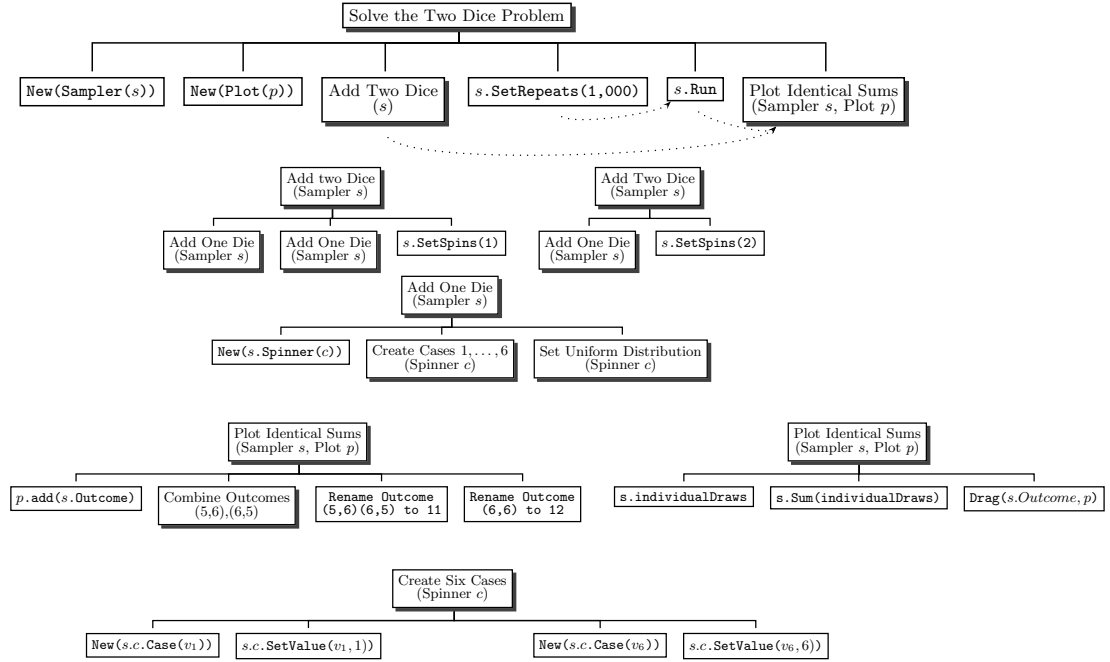 Solve the Two Dice Problem
New(Sampler(s))
New(Plot(p))
Add Two Dice
(s)
s.SetRepeats(1,000)
s.Run
Plot Identical Sums
(Sampler s, Plot p)
Add two Dice
(Sampler s)
Add One Die
(Sampler s)
Add One Die
(Sampler s)
s.SetSpins(1)
Add Two Dice
(Sampler s)
Add One Die
(Sampler s)
s.SetSpins(2)
Add One Die
(Sampler s)
New(s.Spinner(c))
Create Cases 1,...,6
(Spinner c)
Set Uniform Distribution
(Spinner c)
Plot Identical Sums
(Sampler s, Plot p)
p.add(s.Outcome)
Combine Outcomes
(5,6),(6,5)
Rename Outcome
(5,6)(6,5) to 11
Rename Outcome
(6,6) to 12
Plot Identical Sums
(Sampler s, Plot p)
s.individualDraws
s.Sum(individualDraws)
Drag(s.Outcome, p)
Create Six Cases
(Spinner c)
New(s.c.Case(v₁))
s.c.SetValue(v₁, 1)
New(s.c.Case(v₆))
s.c.SetValue(v₆, 6)